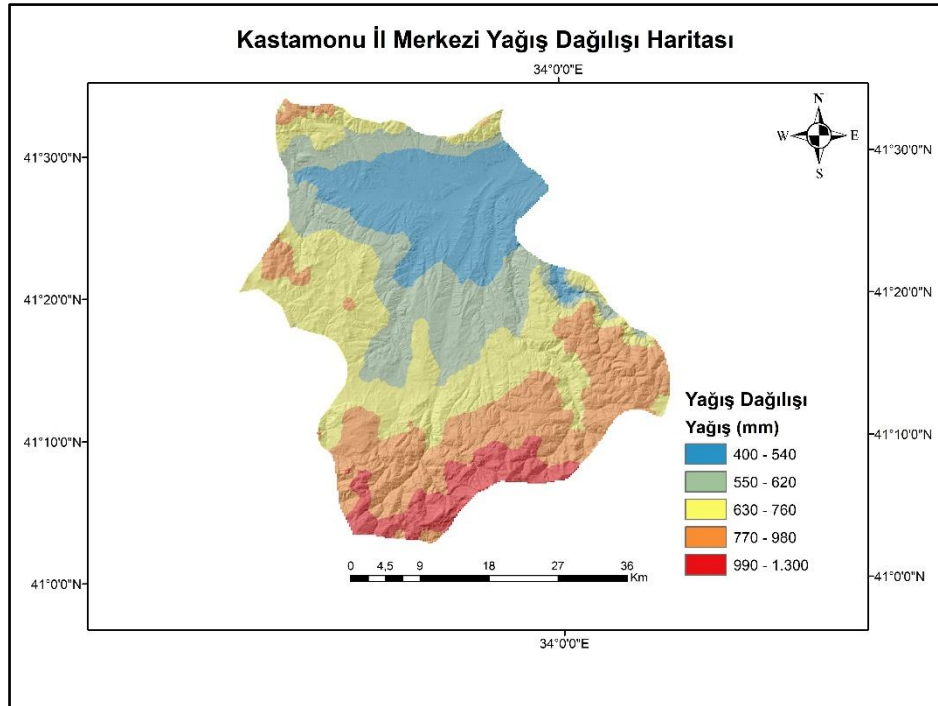 Kastamonu İl Merkezi Yağış Dağılışı Haritası
34°0'0"E
N
W E
S
41°30'0"N 41°30'0"N
41°20'0"N 41°20'0"N
Yağış Dağılışı
Yağış (mm)
41°10'0"N 41°10'0"N
400 - 540
550 - 620
630 - 760
770 - 980
990 - 1.300
0 4,5 9 18 27 36
Km
41°0'0"N 41°0'0"N
34°0'0"E